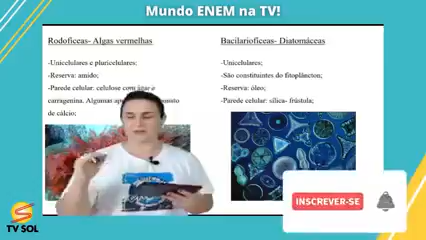 Mundo ENEM na TV!
Rodofíceas- Algas vermelhas
-Unicelulares e pluricelulares;
-Reserva: amido;
-Parede celular: celulose com ágar e
carragenina. Algumas
de cálcio;
Bacilariofíceas- Diatomáceas
-Unicelulares;
-São constituintes do fitoplâncton;
-Reserva: óleo;
-Parede celular: sílica- frústula;
INSCREVER-SE
TV SOL